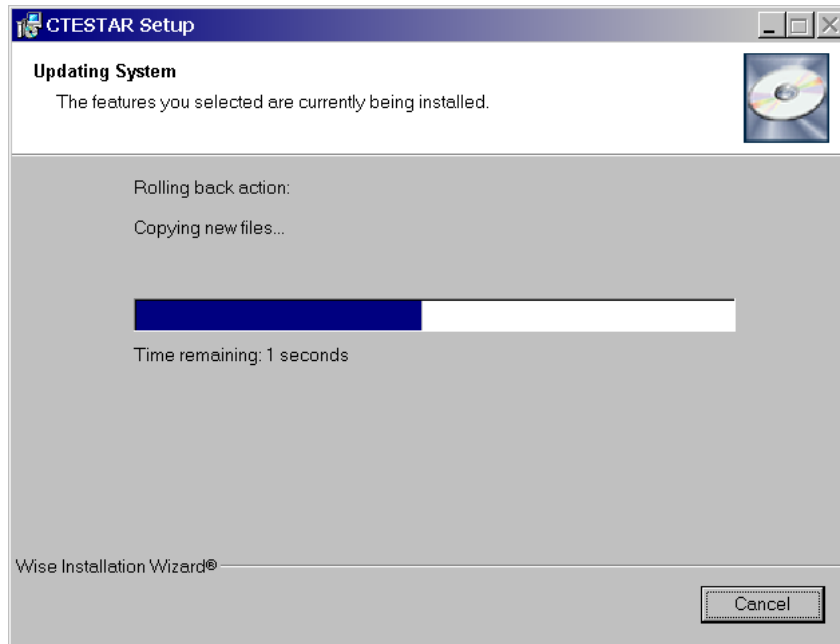 CTESTAR Setup
Updating System
The features you selected are currently being installed.
Rolling back action:
Copying new files...
Time remaining: 1 seconds
Wise Installation Wizard®
Cancel